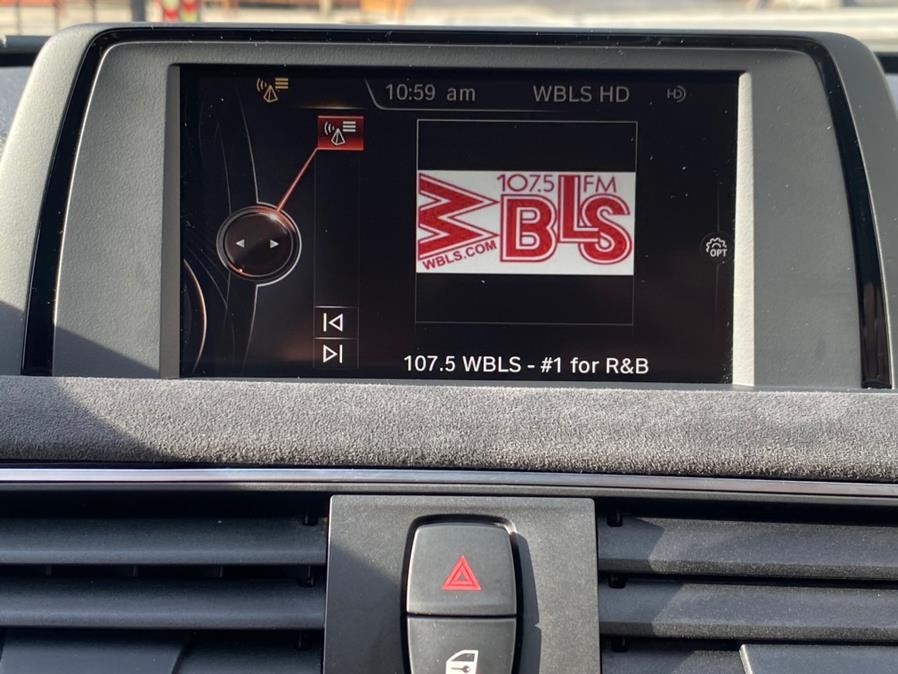 10:59 am WBLS HD HD
107.5 FM
WBLS
WBLS.COM
OPT
107.5 WBLS - #1 for R&B